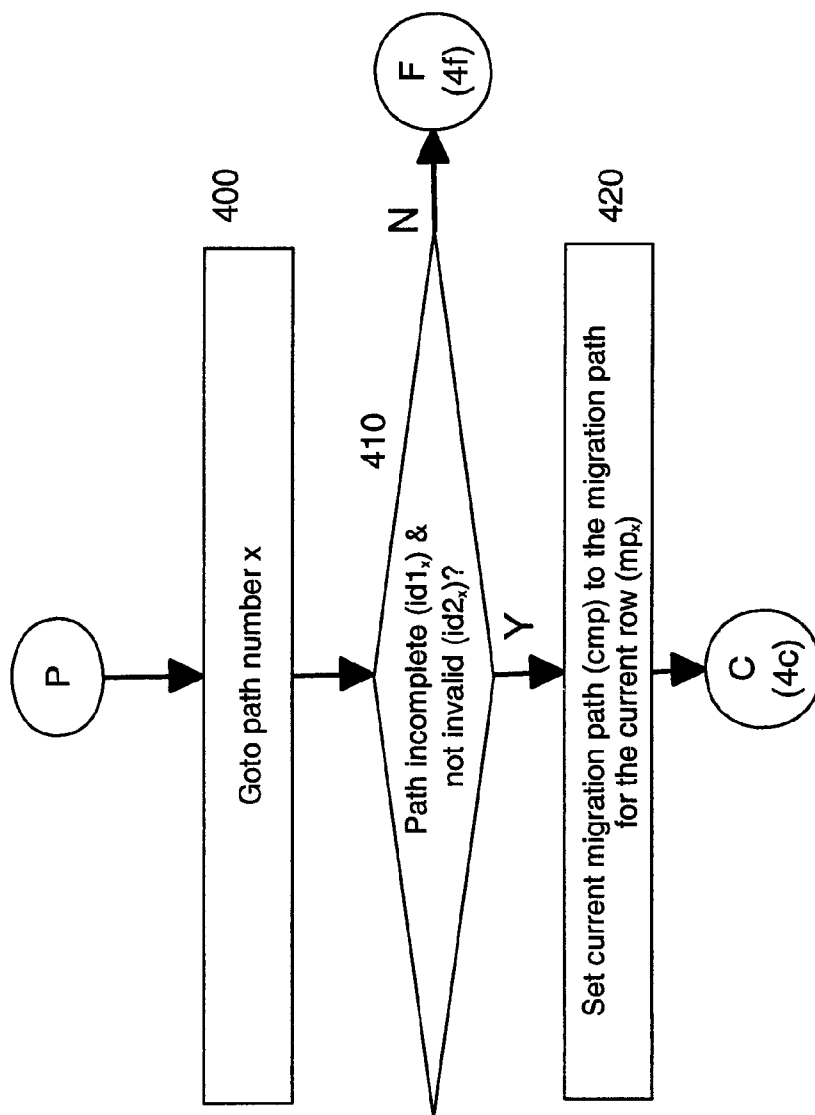 P
400
Goto path number x
410
Path incomplete (id1ₓ) &
not invalid (id2ₓ)?
N
F
(4f)
Y
420
Set current migration path (cmp) to the migration path
for the current row (mpₓ)
C
(4c)